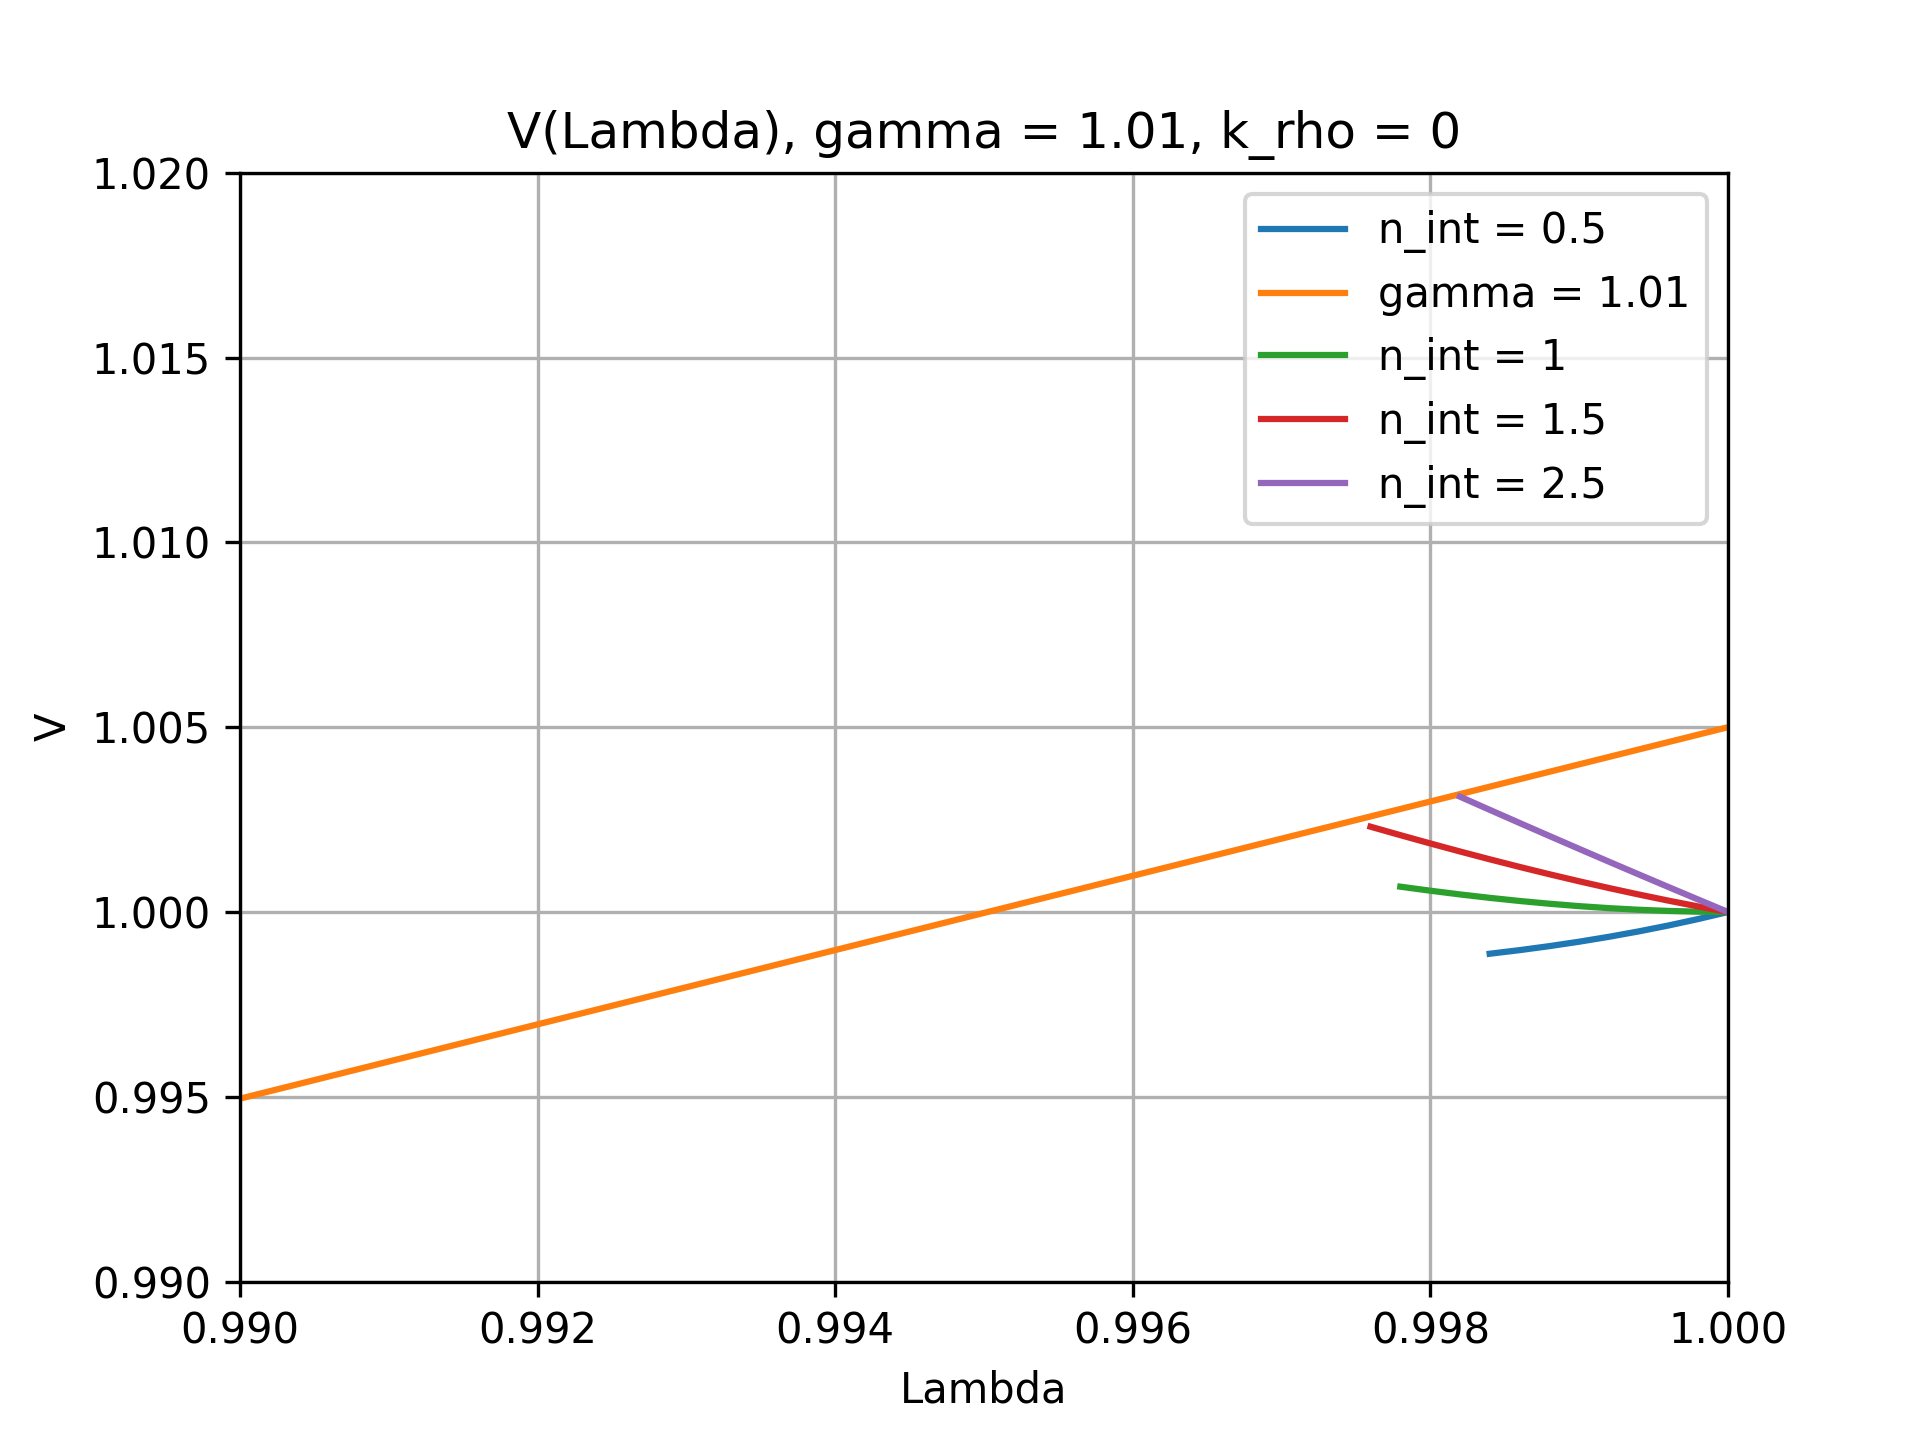 V(Lambda), gamma = 1.01, k_rho = 0
1.020
1.015
1.010
1.005
1.000
0.995
0.990
V
n_int = 0.5
gamma = 1.01
n_int = 1
n_int = 1.5
n_int = 2.5
0.990 0.992 0.994 0.996 0.998 1.000
Lambda